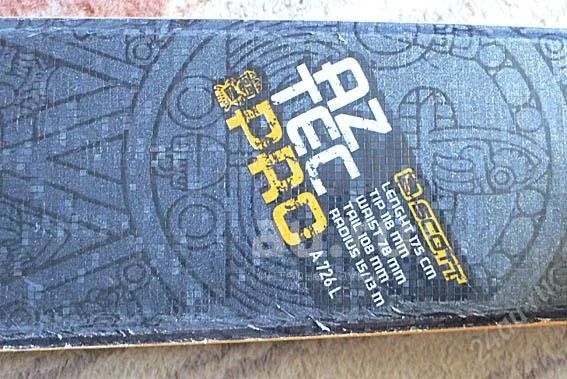 AZ
TEC
PRO
A 726 L
SCOTT
LENGHT 175 CM
TIP 118 MM
WAIST 78 MM
TAIL 108 MM
RADIUS 15/13 M